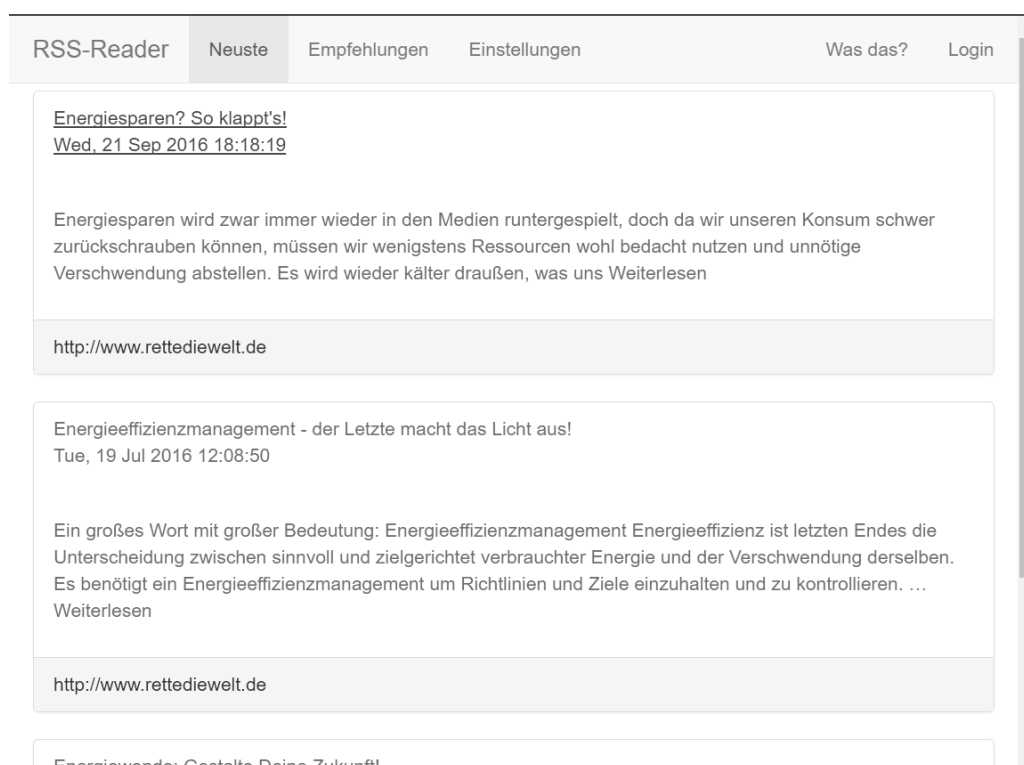 RSS-Reader Neuste Empfehlungen Einstellungen Was das? Login
Energiesparen? So klappt's!
Wed, 21 Sep 2016 18:18:19
Energiesparen wird zwar immer wieder in den Medien runtergespielt, doch da wir unseren Konsum schwer
zurückschrauben können, müssen wir wenigstens Ressourcen wohl bedacht nutzen und unnötige
Verschwendung abstellen. Es wird wieder kälter draußen, was uns Weiterlesen
http://www.rettediewelt.de
Energieeffizienzmanagement - der Letzte macht das Licht aus!
Tue, 19 Jul 2016 12:08:50
Ein großes Wort mit großer Bedeutung: Energieeffizienzmanagement Energieeffizienz ist letzten Endes die
Unterscheidung zwischen sinnvoll und zielgerichtet verbrauchter Energie und der Verschwendung derselben.
Es benötigt ein Energieeffizienzmanagement um Richtlinien und Ziele einzuhalten und zu kontrollieren. …
Weiterlesen
http://www.rettediewelt.de
Energiewende: Gestalte Deine Zukunft!